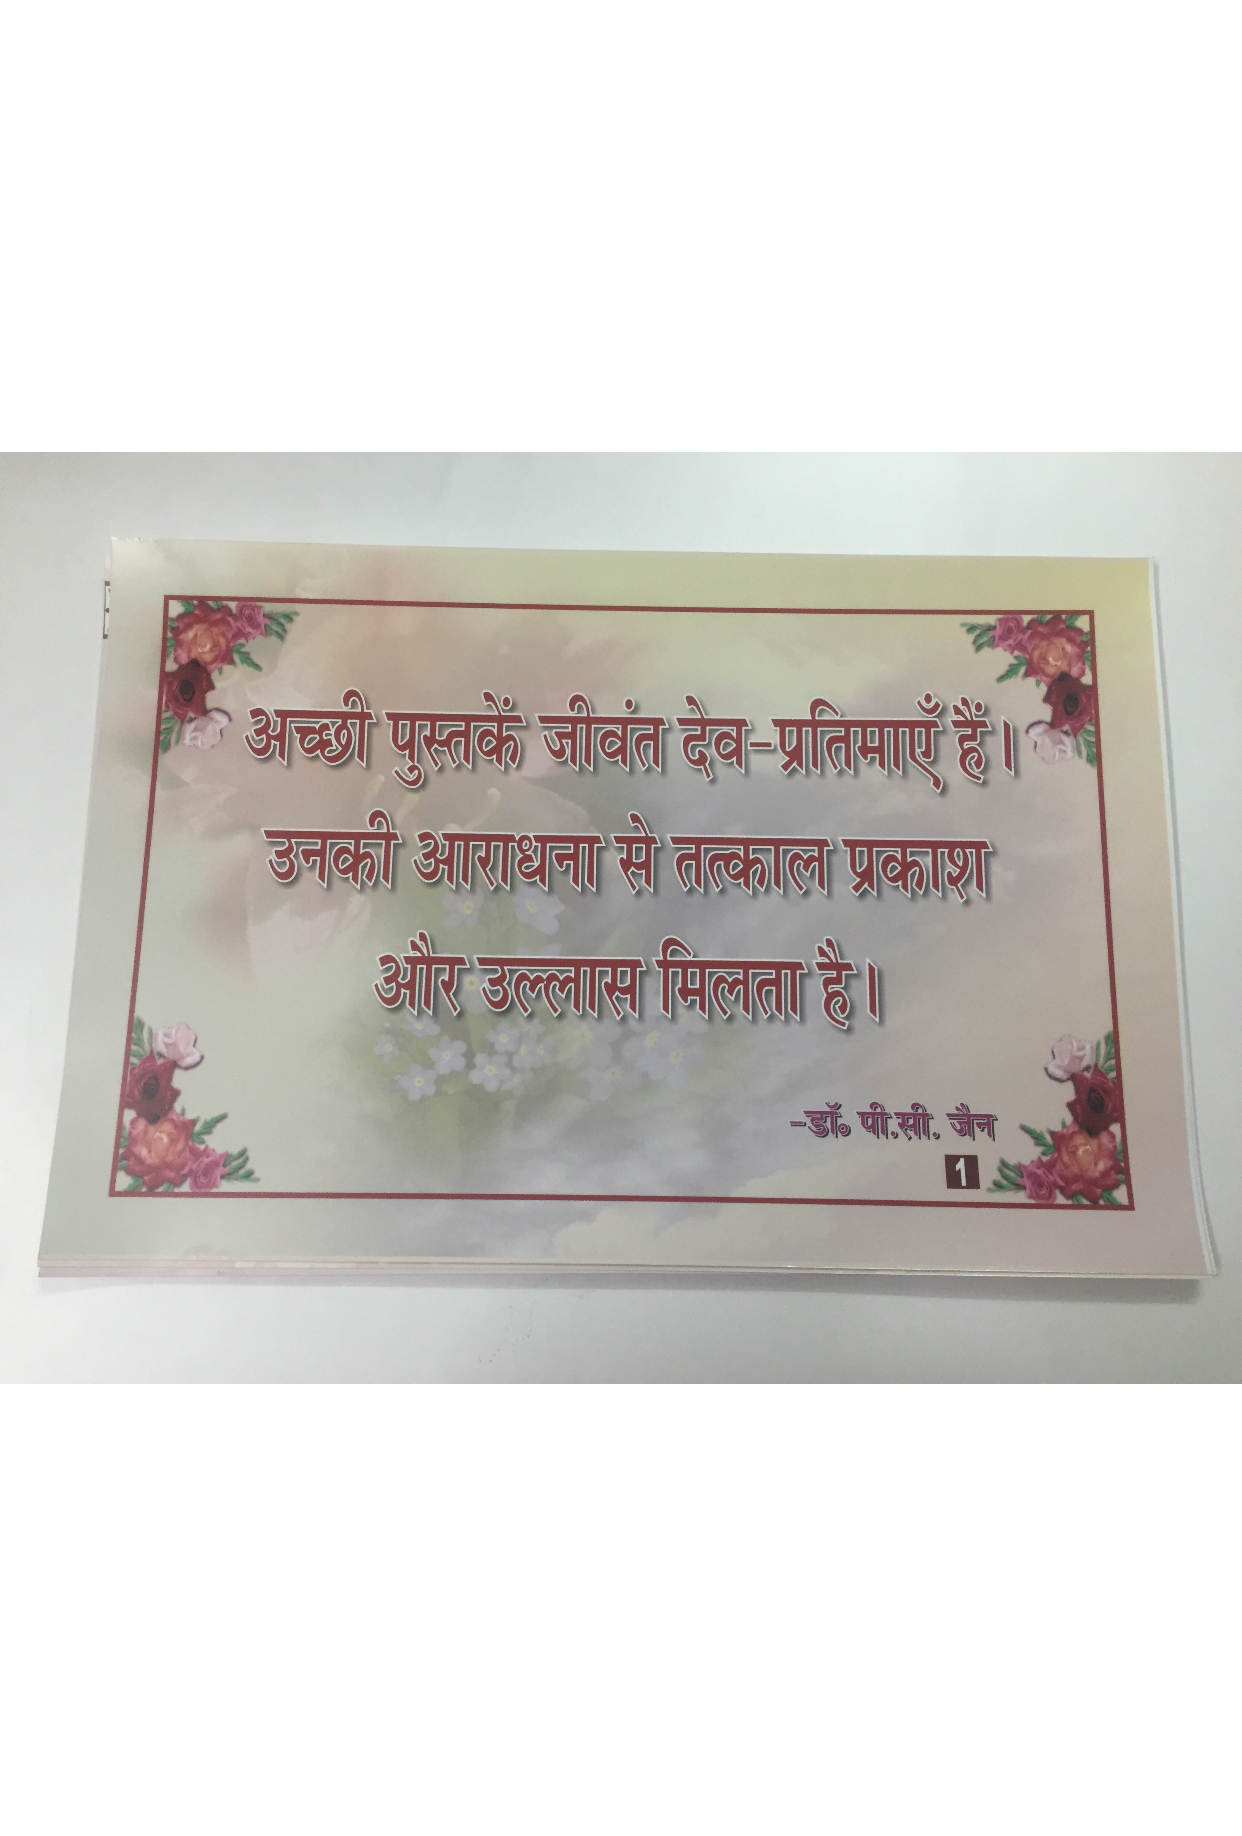 अच्छी पुस्तकें जीवंत देव-प्रतिमाएँ हैं।
उनकी आराधना से तत्काल प्रकाश
और उल्लास मिलता है।
-डॉ० पी.सी. जैन
1